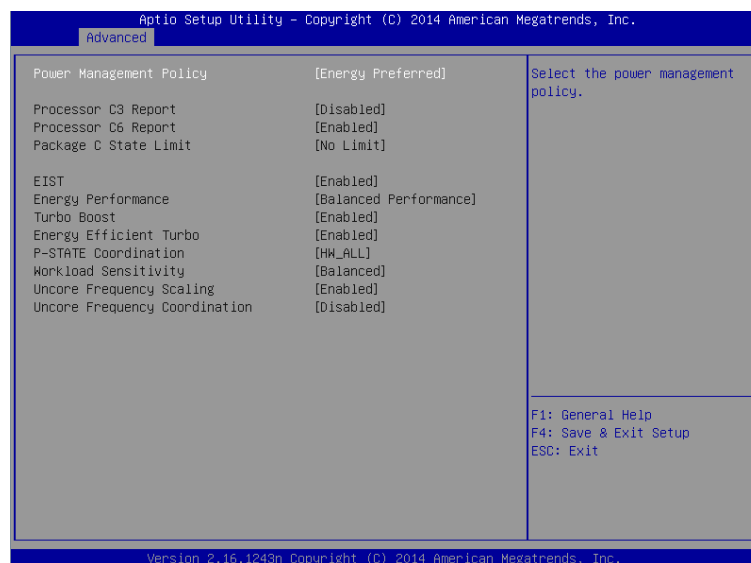 Aptio Setup Utility – Copyright (C) 2014 American Megatrends, Inc.
Advanced
Power Management Policy [Energy Preferred]
Processor C3 Report [Disabled]
Processor C6 Report [Enabled]
Package C State Limit [No Limit]
EIST [Enabled]
Energy Performance [Balanced Performance]
Turbo Boost [Enabled]
Energy Efficient Turbo [Enabled]
P-STATE Coordination [HW_ALL]
Workload Sensitivity [Balanced]
Uncore Frequency Scaling [Enabled]
Uncore Frequency Coordination [Disabled]
Select the power management
policy.
F1: General Help
F4: Save & Exit Setup
ESC: Exit
Version 2.16.1243n Copyright (C) 2014 American Megatrends, Inc.